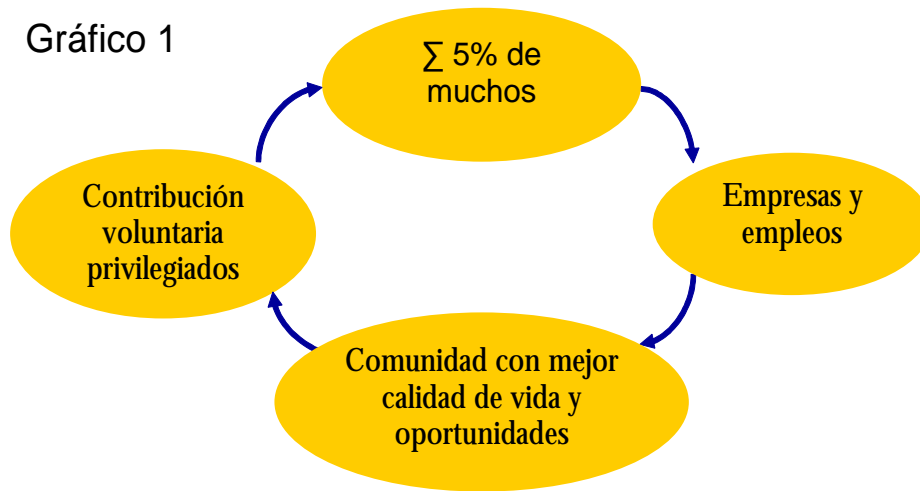 Gráfico 1
∑ 5% de
muchos
Empresas y
empleos
Comunidad con mejor
calidad de vida y
oportunidades
Contribución
voluntaria
privilegiados